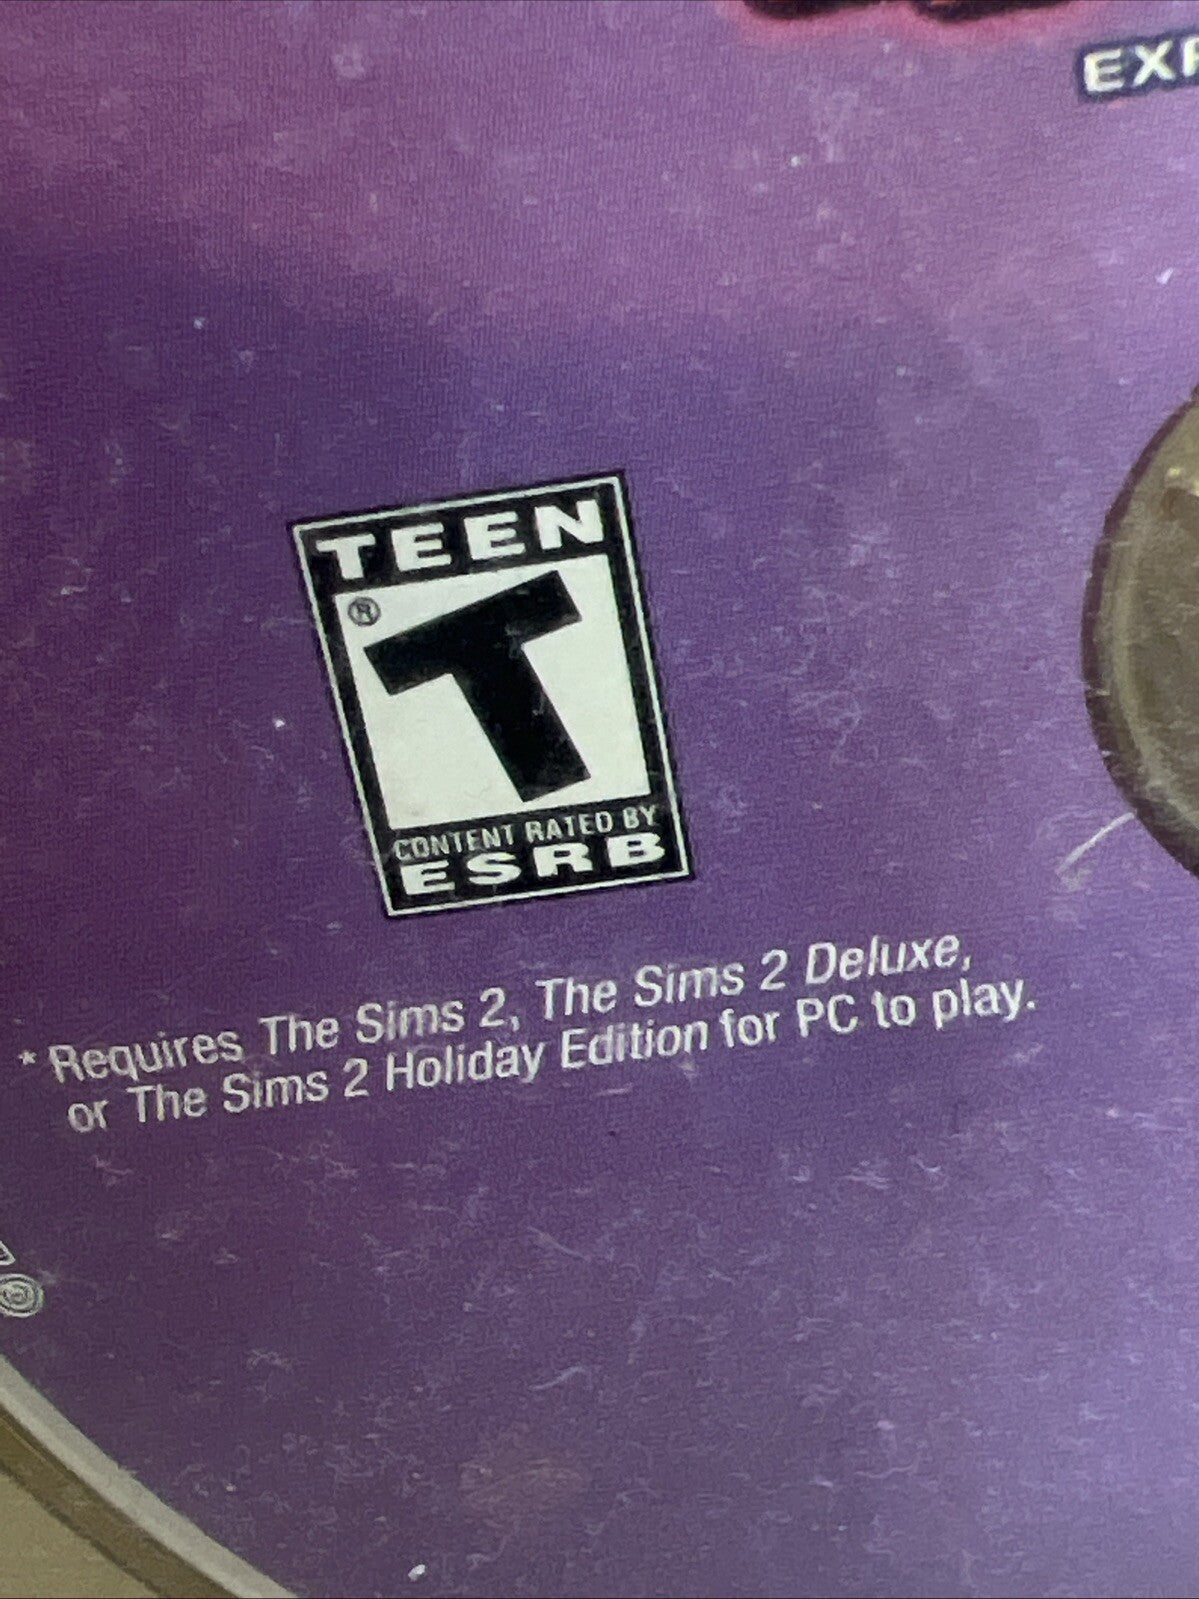 EXP
TEEN
®
T
CONTENT RATED BY
ESRB
* Requires The Sims 2, The Sims 2 Deluxe,
or The Sims 2 Holiday Edition for PC to play.